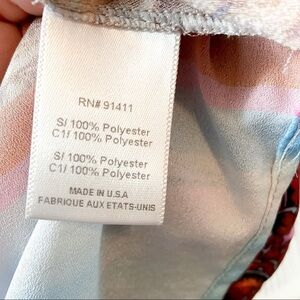 RN# 91411
S/ 100% Polyester
C1/ 100% Polyester
S/ 100% Polyester
C1/ 100% Polyester
MADE IN U.S.A
FABRIQUE AUX ETATS-UNIS